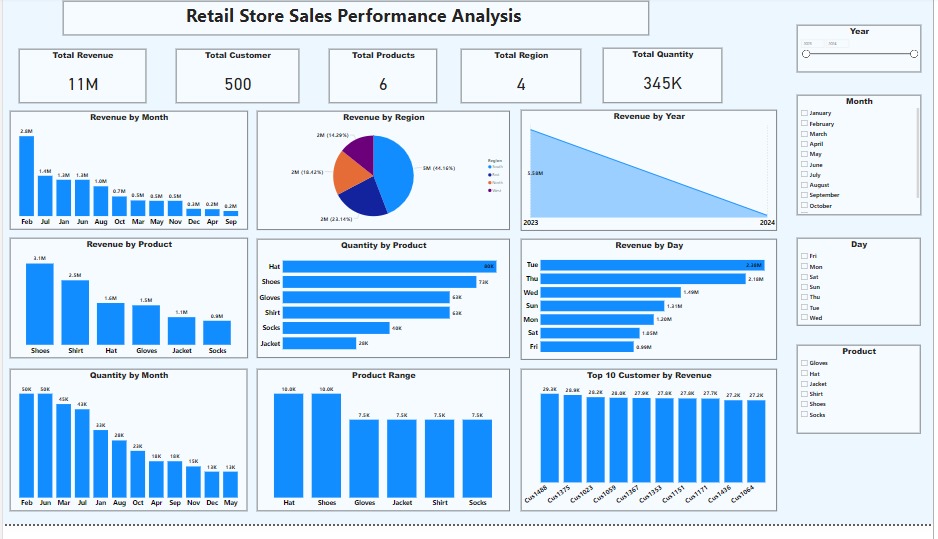 Retail Store Sales Performance Analysis
Total Revenue
11M
Total Customer
500
Total Products
6
Total Region
4
Total Quantity
345K
Year
Revenue by Month
2.8M
1.4M
1.3M
1.3M
1.0M
0.7M
0.5M
0.5M
0.5M
0.3M
0.2M
0.2M
Feb Jul Jan Jun Aug Oct Mar May Nov Dec Apr Sep
Revenue by Region
2M (14.29%)
2M (18.42%)
2M (23.14%)
5M (44.16%)
Region
South
East
North
West
Revenue by Year
5.58M
2023 2024
Month
January
February
March
April
May
June
July
August
September
October
Revenue by Product
3.1M
2.5M
1.6M
1.5M
1.1M
0.9M
Shoes Shirt Hat Gloves Jacket Socks
Quantity by Product
Hat 80K
Shoes 73K
Gloves 63K
Shirt 63K
Socks 40K
Jacket 28K
Revenue by Day
Tue 2.38M
Thu 2.18M
Wed 1.49M
Sun 1.31M
Mon 1.20M
Sat 1.05M
Fri 0.99M
Day
Fri
Mon
Sat
Sun
Thu
Tue
Wed
Quantity by Month
50K 50K 45K 43K 33K 28K 23K 18K 18K 15K 13K 13K
Feb Jun Mar Jul Jan Aug Oct Apr Sep Nov Dec May
Product Range
10.0K 10.0K 7.5K 7.5K 7.5K 7.5K
Hat Shoes Gloves Jacket Shirt Socks
Top 10 Customer by Revenue
29.3K 28.9K 28.2K 28.0K 27.9K 27.8K 27.8K 27.7K 27.2K 27.2K
Cus1488 Cus1375 Cus1023 Cus1059 Cus1367 Cus1353 Cus1151 Cus1171 Cus1436 Cus1064
Product
Gloves
Hat
Jacket
Shirt
Shoes
Socks